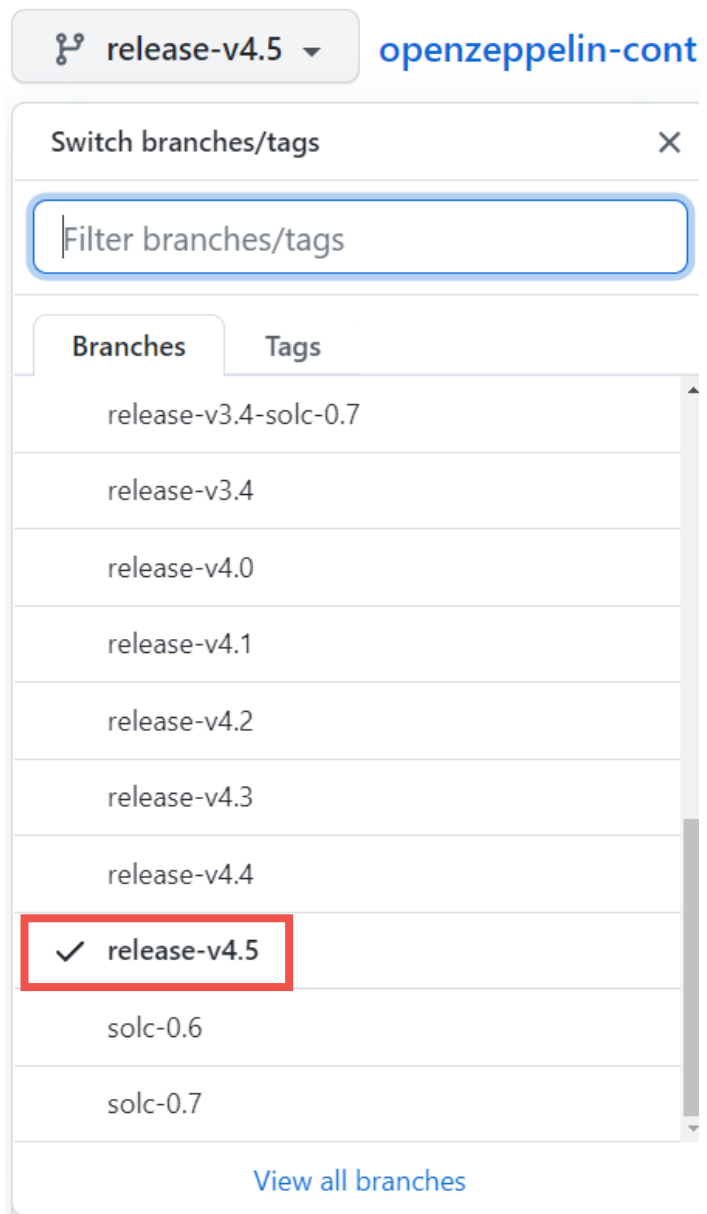 release-v4.5 openzeppelin-cont
Switch branches/tags
Filter branches/tags
Branches Tags
release-v3.4-solc-0.7
release-v3.4
release-v4.0
release-v4.1
release-v4.2
release-v4.3
release-v4.4
release-v4.5
solc-0.6
solc-0.7
View all branches